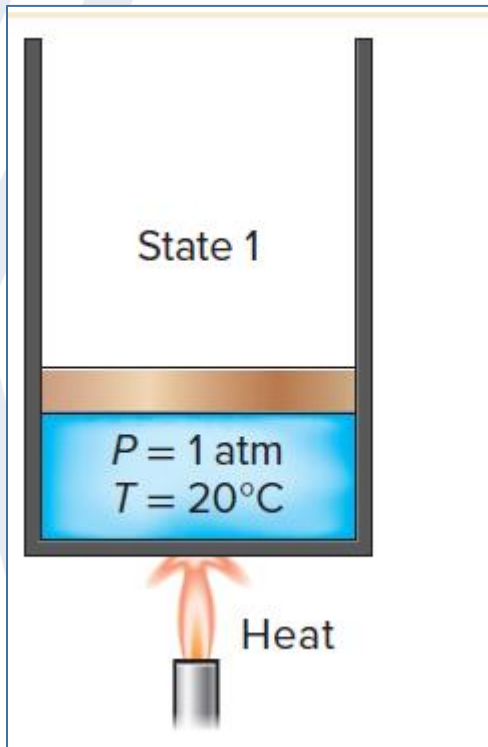 State 1
P = 1 atm
T = 20°C
Heat